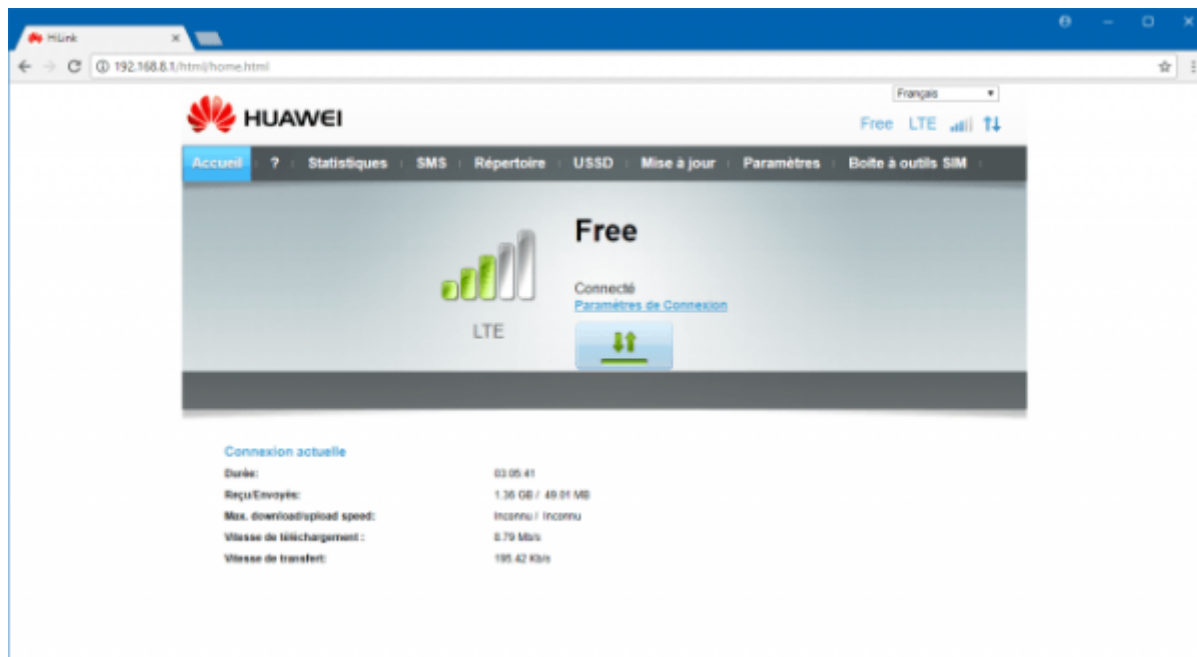 HiLink
192.168.8.1/html/home.html
Français
HUAWEI
Free LTE
Accueil ? Statistiques SMS Répertoire USSD Mise à jour Paramètres Boîte à outils SIM
Free
Connecté
Paramètres de Connexion
LTE
Connexion actuelle
Durée: 03:05:41
Reçu/Envoyés: 1.36 GB / 49.01 MB
Max. download/upload speed: Inconnu / Inconnu
Vitesse de téléchargement : 8.79 Mb/s
Vitesse de transfert: 195.42 Kb/s